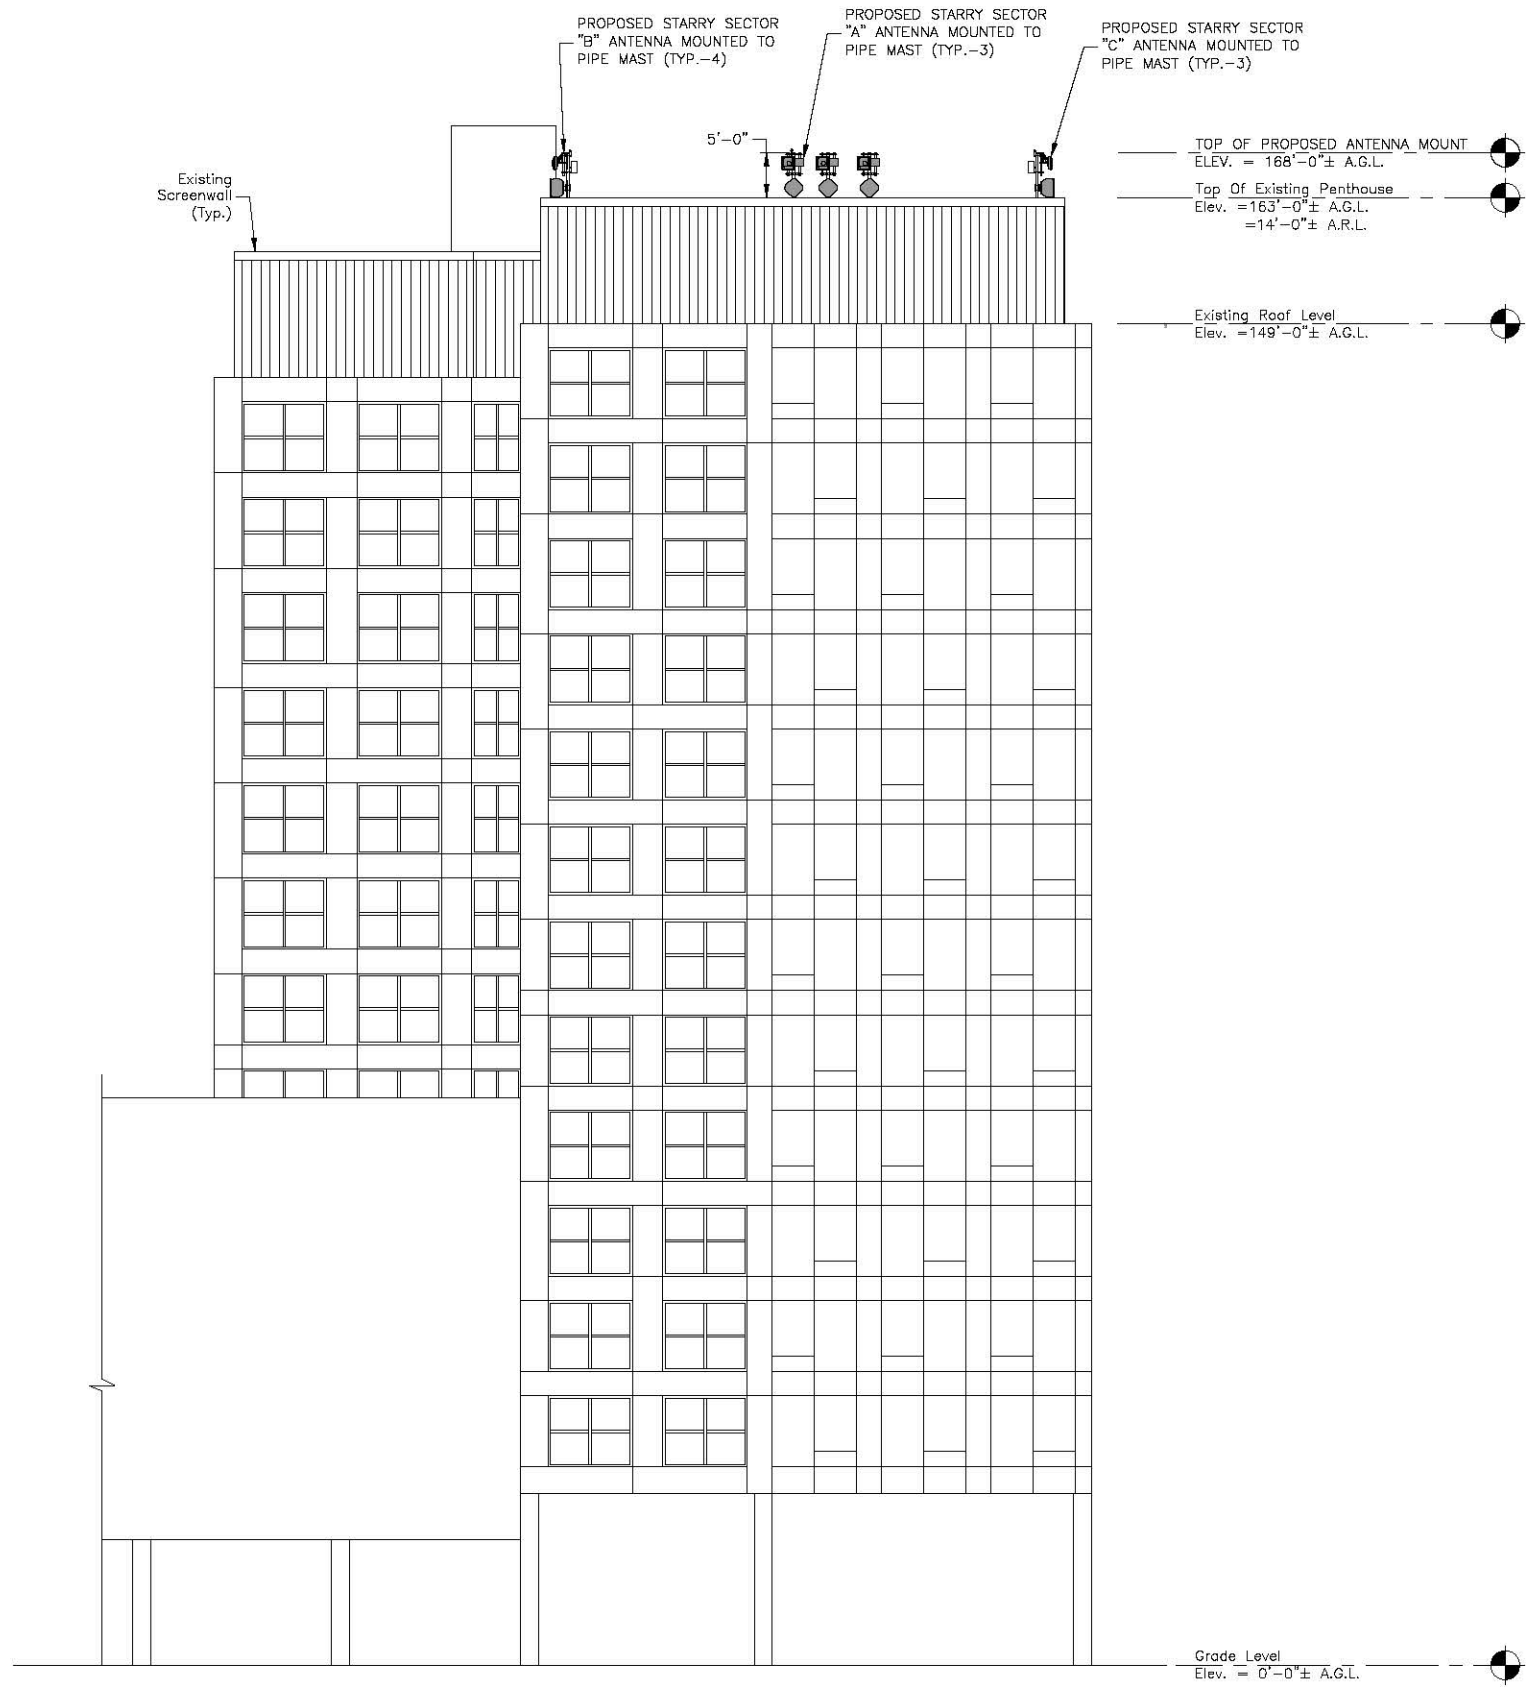 PROPOSED STARRY SECTOR
"B" ANTENNA MOUNTED TO
PIPE MAST (TYP.-4)
PROPOSED STARRY SECTOR
"A" ANTENNA MOUNTED TO
PIPE MAST (TYP.-3)
PROPOSED STARRY SECTOR
"C" ANTENNA MOUNTED TO
PIPE MAST (TYP.-3)
5'-0"
TOP OF PROPOSED ANTENNA MOUNT
ELEV. = 168'-0"± A.G.L.
Existing
Screenwall
(Typ.)
Top Of Existing Penthouse
Elev. =163'-0"± A.G.L.
=14'-0"± A.R.L.
Existing Roof Level
Elev. =149'-0"± A.G.L.
Grade Level
Elev. = 0'-0"± A.G.L.